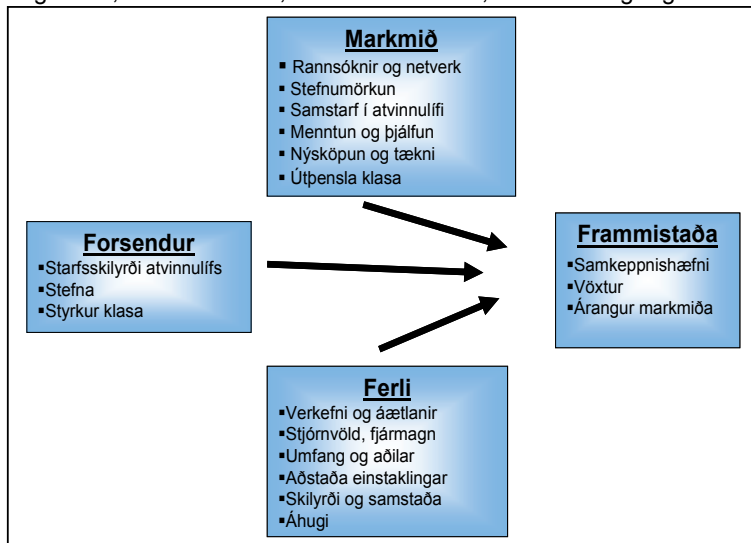 Markmið
▪ Rannsóknir og netverk
▪ Stefnumörkun
▪ Samstarf í atvinnulífi
▪ Menntun og þjálfun
▪ Nýsköpun og tækni
▪ Útþensla klasa
Forsendur
▪Starfsskilyrði atvinnulífs
▪Stefna
▪Styrkur klasa
Frammistaða
▪Samkeppnishæfni
▪Vöxtur
▪Árangur markmiða
Ferli
▪Verkefni og áætlanir
▪Stjórnvöld, fjármagn
▪Umfang og aðilar
▪Aðstaða einstaklingar
▪Skilyrði og samstaða
▪Áhugi